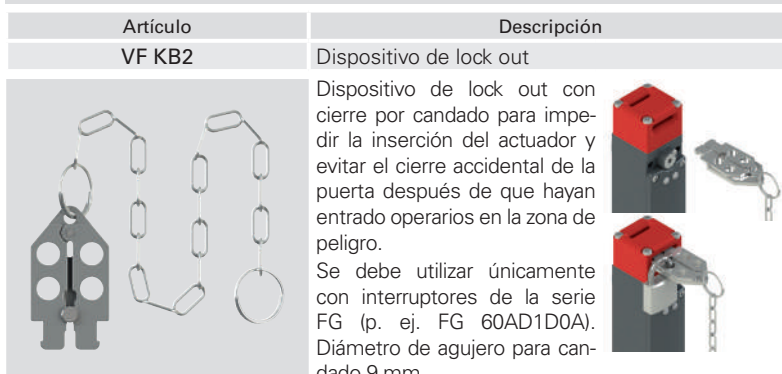 Artículo
Descripción
VF KB2
Dispositivo de lock out
Dispositivo de lock out con
cierre por candado para impe-
dir la inserción del actuador y
evitar el cierre accidental de la
puerta después de que hayan
entrado operarios en la zona de
peligro.
Se debe utilizar únicamente
con interruptores de la serie
FG (p. ej. FG 60AD1D0A).
Diámetro de agujero para can-
dado 9 mm